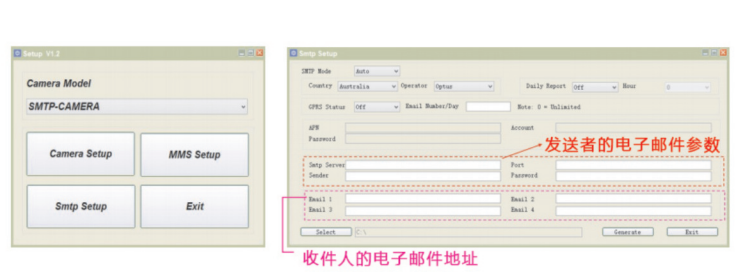 Setup V1.2
Camera Model
SMTP-CAMERA
Camera Setup
MMS Setup
Smtp Setup
Exit
Smtp Setup
SMTP Mode Auto
Country Australia Operator Optus Daily Report Off Hour 0
GPRS Status Off Email Number/Day Note: 0 = Unlimited
APN Account
Password
发送者的电子邮件参数
Smtp Server Port
Sender Password
Email 1 Email 2
Email 3 Email 4
Select C:\ Generate Exit
收件人的电子邮件地址